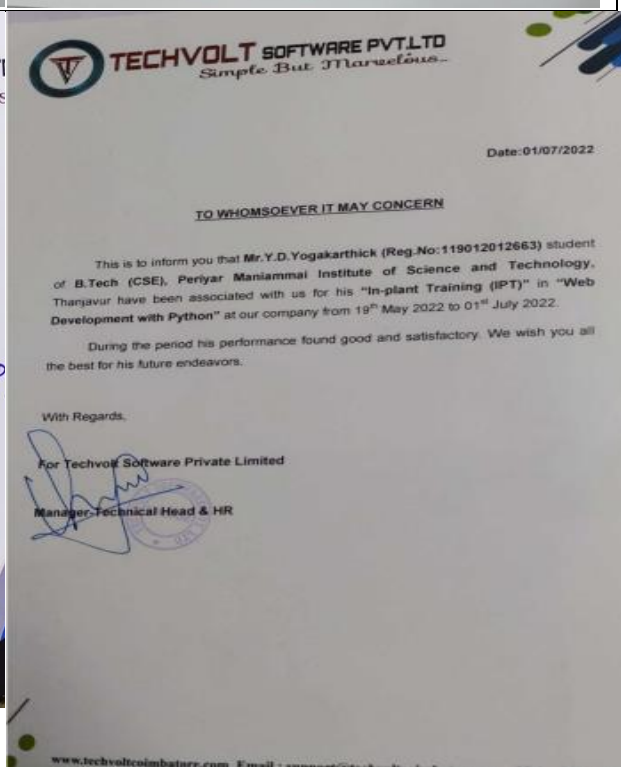 TECHVOLT SOFTWARE PVT.LTD
Simple But Marvelous...
Date:01/07/2022
TO WHOMSOEVER IT MAY CONCERN
This is to inform you that Mr.Y.D.Yogakarthick (Reg.No:119012012663) student
of B.Tech (CSE), Periyar Maniammai Institute of Science and Technology,
Thanjavur have been associated with us for his "In-plant Training (IPT)" in "Web
Development with Python" at our company from 19th May 2022 to 01st July 2022.
During the period his performance found good and satisfactory. We wish you all
the best for his future endeavors.
With Regards,
For Techvolt Software Private Limited
Manager-Technical Head & HR
www.techvoltcoimbatore.com Email :